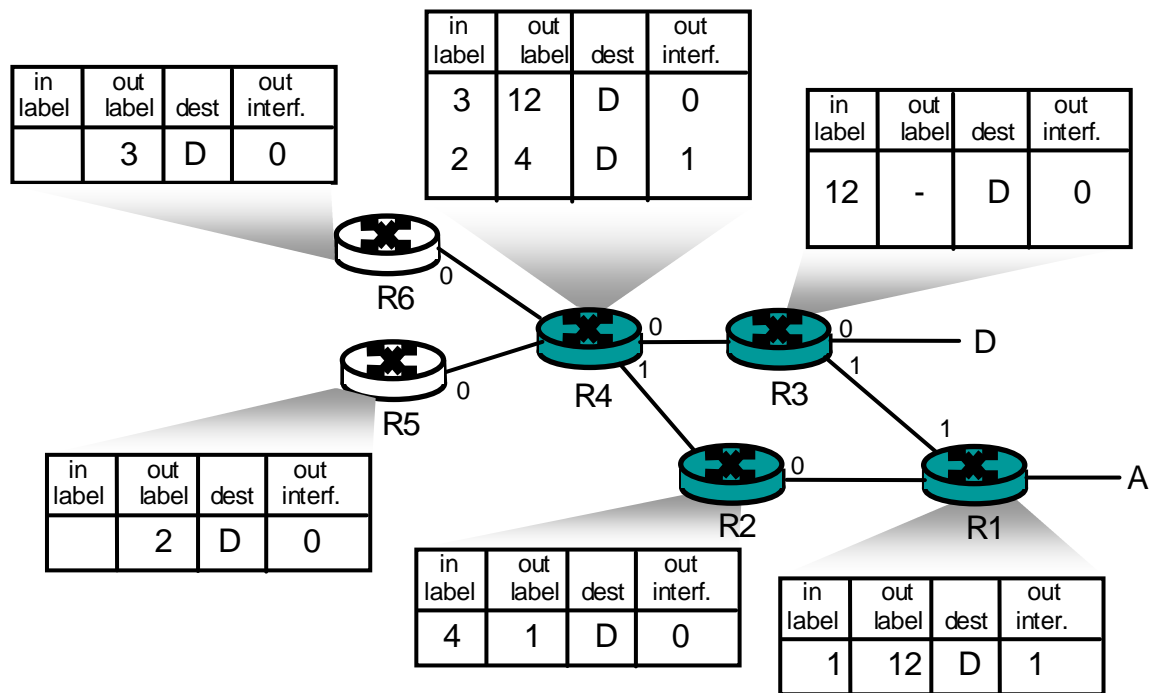 in out dest out
label label interf.
3 12 D 0
2 4 D 1
in out dest out
label label interf.
3 D 0
in out dest out
label label interf.
12 - D 0
0
R6
0
R5
0
1
R4
0
1
R3
D
0
R2
1
R1
A
in out dest out
label label interf.
2 D 0
in out dest out
label label interf.
4 1 D 0
in out dest out
label label inter.
1 12 D 1